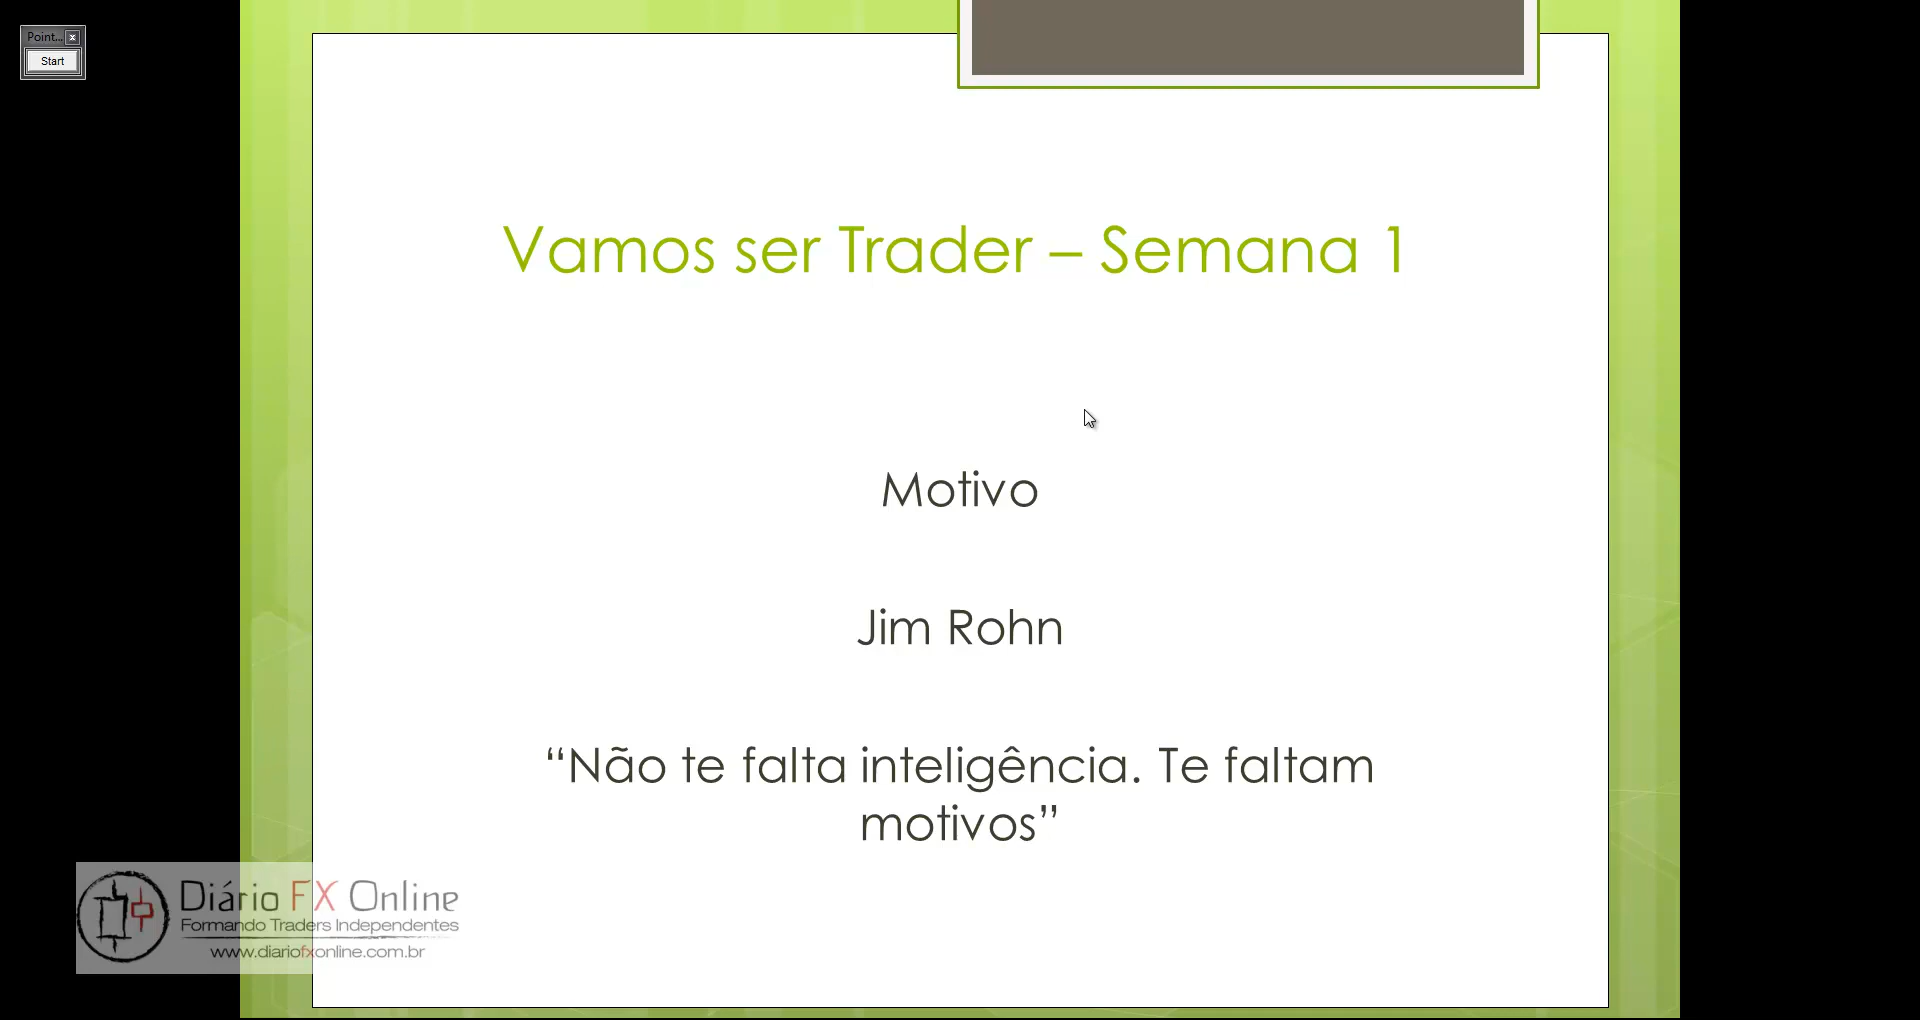 Point...
Start
Vamos ser Trader – Semana 1
Motivo
Jim Rohn
“Não te falta inteligência. Te faltam
motivos”
Diário FX Online
Formando Traders Independentes
www.diariofxonline.com.br